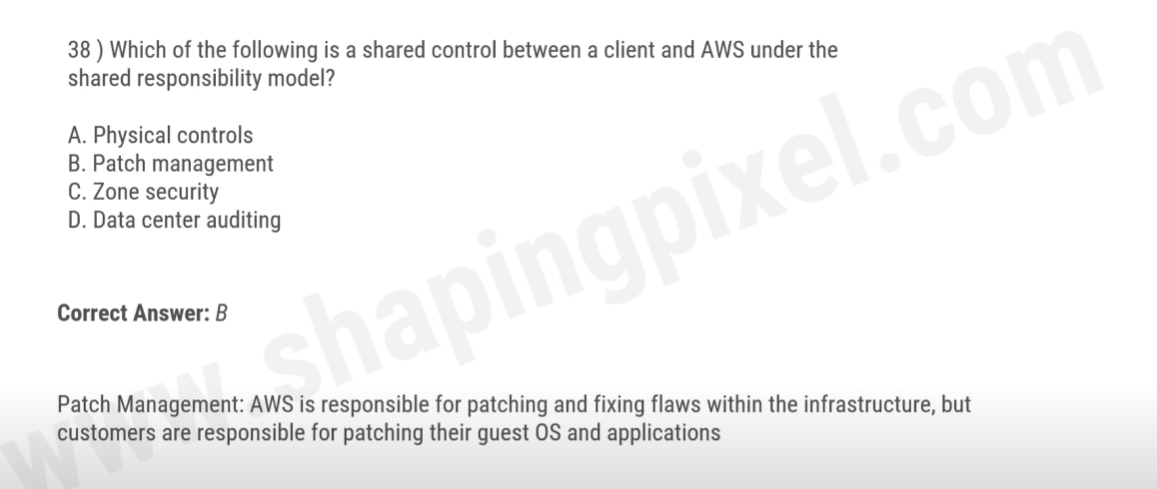 38 ) Which of the following is a shared control between a client and AWS under the
shared responsibility model?
A. Physical controls
B. Patch management
C. Zone security
D. Data center auditing
Correct Answer: B
Patch Management: AWS is responsible for patching and fixing flaws within the infrastructure, but
customers are responsible for patching their guest OS and applications
www.shapingpixel.com